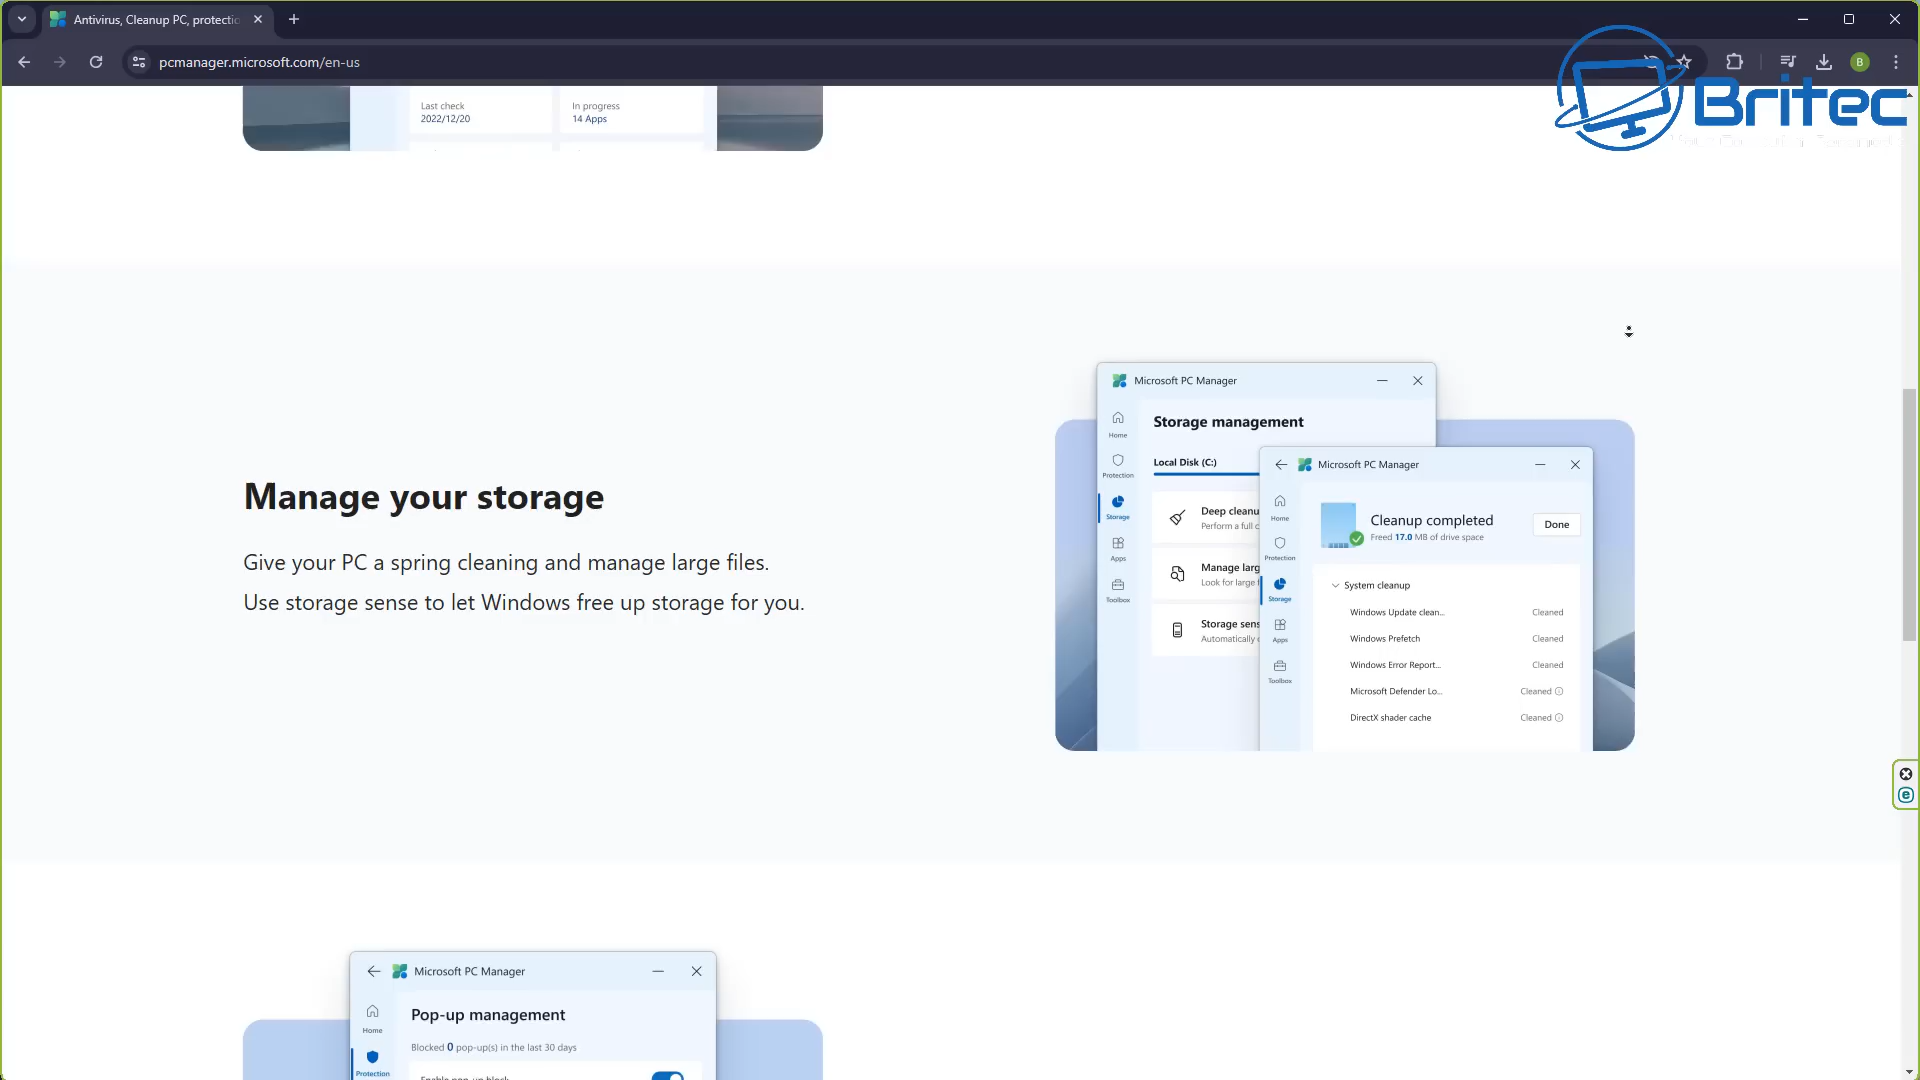 Antivirus, Cleanup PC, protectio
pcmanager.microsoft.com/en-us
B
Britec
Last check
2022/12/20
In progress
14 Apps
Manage your storage
Give your PC a spring cleaning and manage large files.
Use storage sense to let Windows free up storage for you.
Microsoft PC Manager
Home
Protection
Storage
Apps
Toolbox
Storage management
Local Disk (C:)
Deep cleanu
Perform a full c
Manage larg
Look for large f
Storage sens
Automatically
Microsoft PC Manager
Home
Protection
Storage
Apps
Toolbox
Cleanup completed
Freed 17.0 MB of drive space
Done
System cleanup
Windows Update clean... Cleaned
Windows Prefetch Cleaned
Windows Error Report... Cleaned
Microsoft Defender Lo... Cleaned
DirectX shader cache Cleaned
Microsoft PC Manager
Home
Protection
Pop-up management
Blocked 0 pop-up(s) in the last 30 days
Enable pop-up block